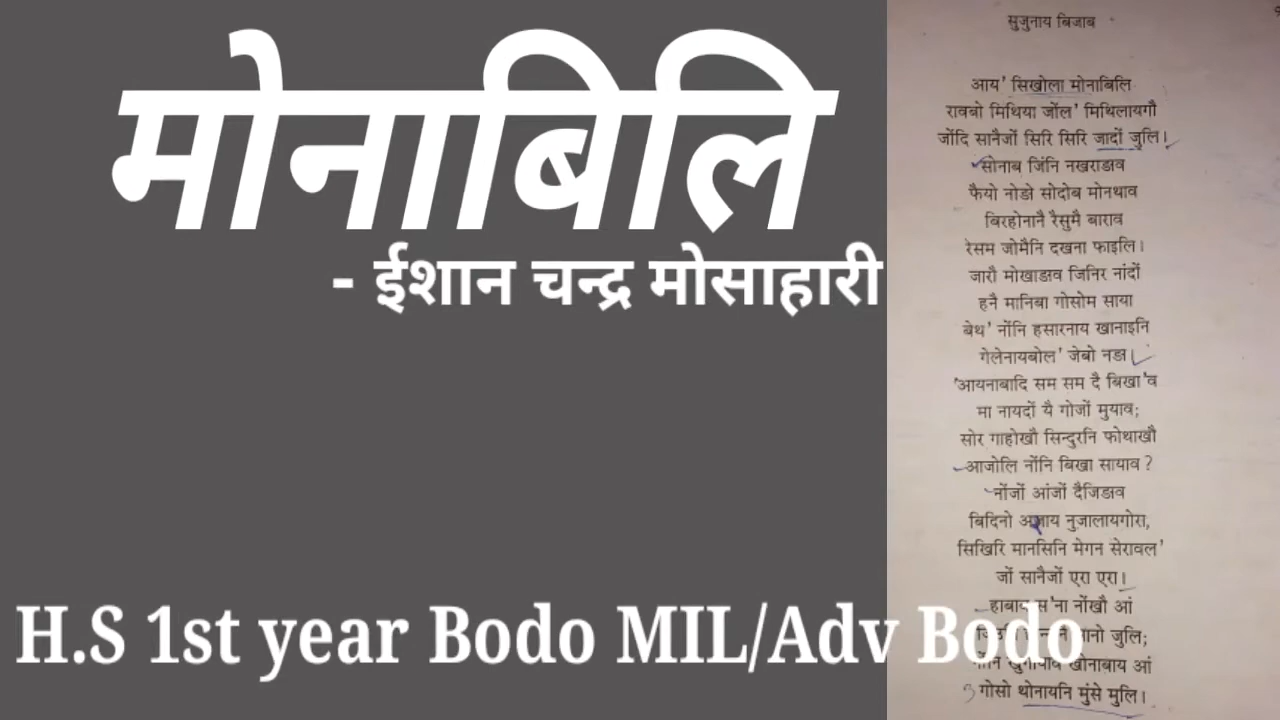 मोनाबिलि
- ईशान चन्द्र मोसाहारी
H.S 1st year Bodo MIL/Adv Bodo
सुजुनाय बिजाब
आय' सिखोला मोनाबिलि
रावबो मिथिया जोंल' मिथिलायगौ
जोंदि सानैजों सिरि सिरि जादों जुलि।
सोनाब जिंनि नखराङाव
फैयो नोङो सोदोब मोनथाव
बिरहोनानै रैसुमै बाराव
रेसम जोमैनि दखना फाइलि।
जारौ मोखाङाव जिनिर नांदों
हनै मानिबा गोसोम साया
बेथ' नोंनि हसारनाय खानाइनि
गेलेनायबोल' जेबो नङा।
'आयनाबादि सम सम दै बिखा'व
मा नायदों यै गोजों मुयाव;
सोर गाहोखौ सिन्दुरनि फोथाखौ
आजोलि नोंनि बिखा सायाव?
नोंजों आंजों दैजिङाव
बिदिनो नुजालायगोरा,
सिखिरि मानसिनि मेगन सेरावल'
जों सानैजों एरा एरा।
स'ना नोंखौ आं
जुलि;
खोनाबाय आं
गोसो थोनायनि मुंसे मुलि।